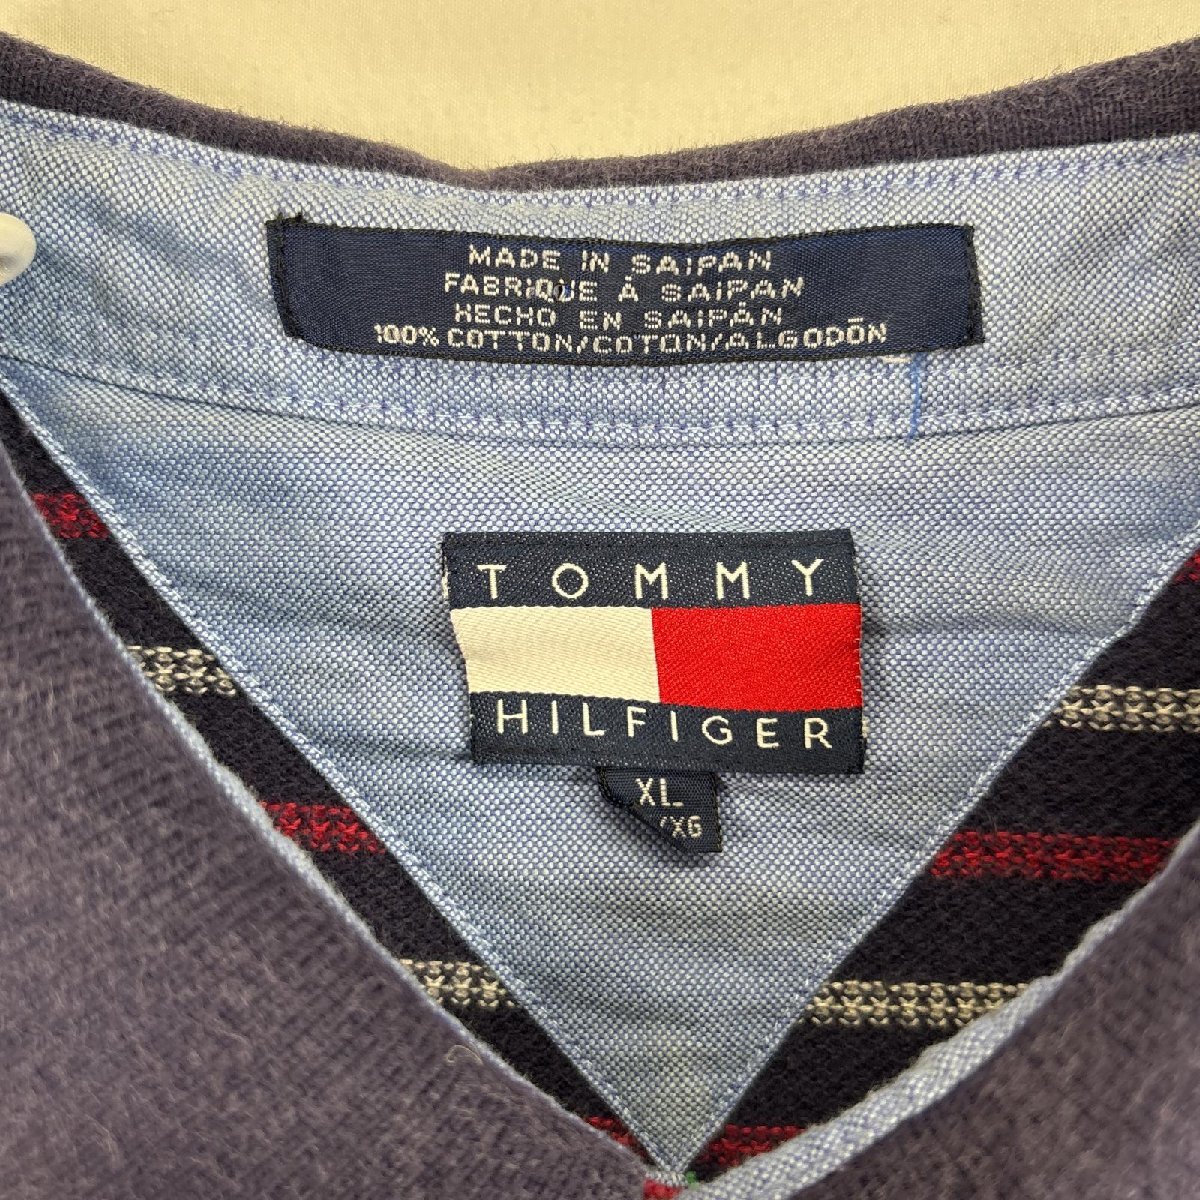 MADE IN SAIPAN
FABRIQUE À SAIPAN
HECHO EN SAIPÁN
100% COTTON/COTON/ALGODÓN
TOMMY
HILFIGER
XL
/XG